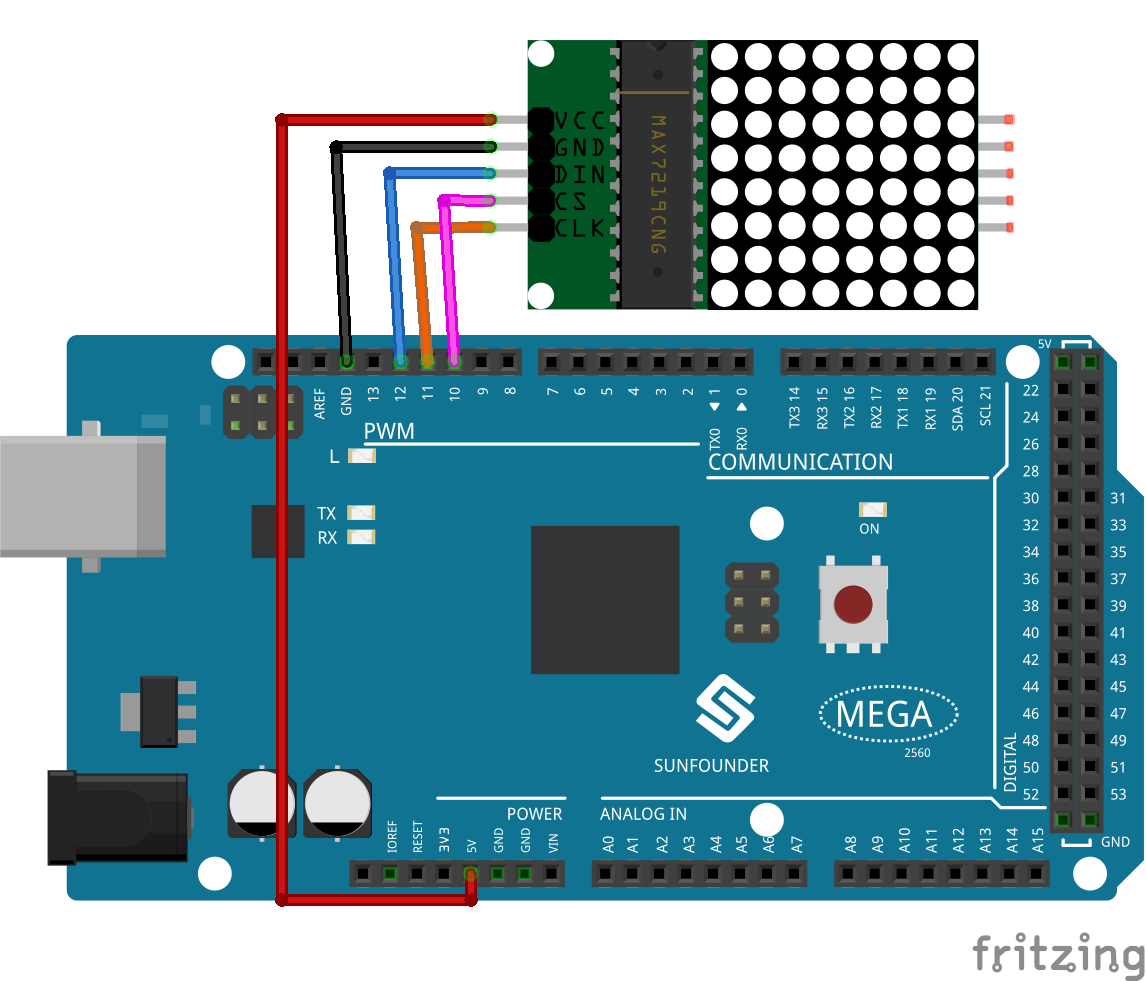 VCC
GND
DIN
CS
CLK
MAX7219CNG
5V
AREF
GND
13
12
11
10
9
8
7
6
5
4
3
2
TX0 1
RX0 0
TX3 14
RX3 15
TX2 16
RX2 17
TX1 18
RX1 19
SDA 20
SCL 21
PWM
COMMUNICATION
L
TX
RX
ON
22
24
26
28
30 31
32 33
34 35
36 37
38 39
40 41
42 43
44 45
46 47
48 49
50 51
52 53
DIGITAL
MEGA
2560
SUNFOUNDER
POWER
ANALOG IN
IOREF
RESET
3V3
5V
GND
GND
VIN
A0
A1
A2
A3
A4
A5
A6
A7
A8
A9
A10
A11
A12
A13
A14
A15
GND
fritzing